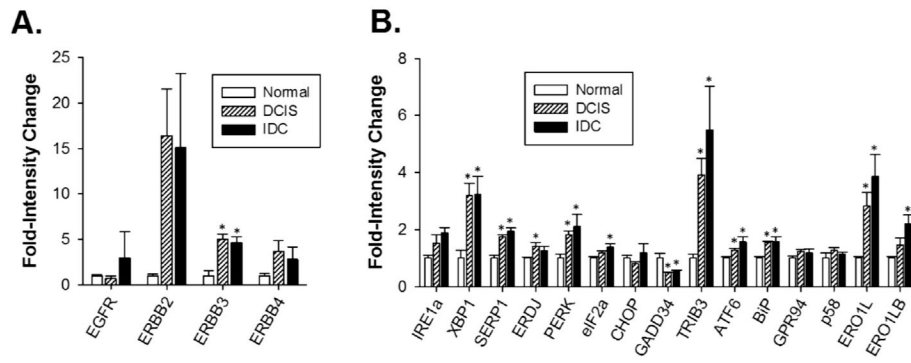 A.
Fold-Intensity Change
25
20
15
10
5
0
Normal
DCIS
IDC
* *
EGFR
ERBB2
ERBB3
ERBB4
B.
Fold-Intensity Change
8
6
4
2
0
Normal
DCIS
IDC
* * * * * * * * * * * * * * * * * * * *
IRE1a
XBP1
SERP1
ERDJ
PERK
eIF2a
CHOP
GADD34
TRIB3
ATF6
BiP
GPR94
p58
ERO1L
ERO1LB